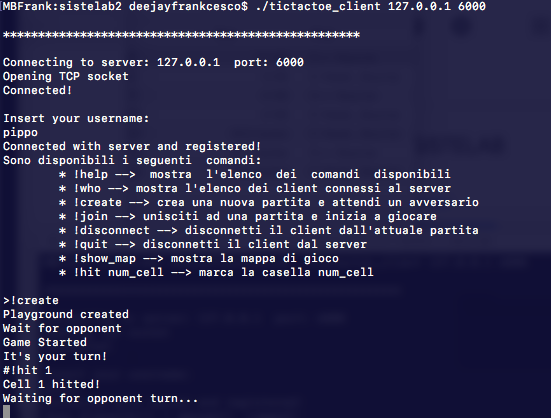 MBFrank:sistelab2 deejayfrankcesco$ ./tictactoe_client 127.0.0.1 6000
***************************************************
Connecting to server: 127.0.0.1  port: 6000
Opening TCP socket
Connected!
Insert your username:
pippo
Connected with server and registered!
Sono disponibili i seguenti  comandi:
* !help -->  mostra  l'elenco  dei  comandi  disponibili
* !who --> mostra l'elenco dei client connessi al server
* !create --> crea una nuova partita e attendi un avversario
* !join --> unisciti ad una partita e inizia a giocare
* !disconnect --> disconnetti il client dall'attuale partita
* !quit --> disconnetti il client dal server
* !show_map --> mostra la mappa di gioco
* !hit num_cell --> marca la casella num_cell
>!create
Playground created
Wait for opponent
Game Started
It's your turn!
#!hit 1
Cell 1 hitted!
Waiting for opponent turn...